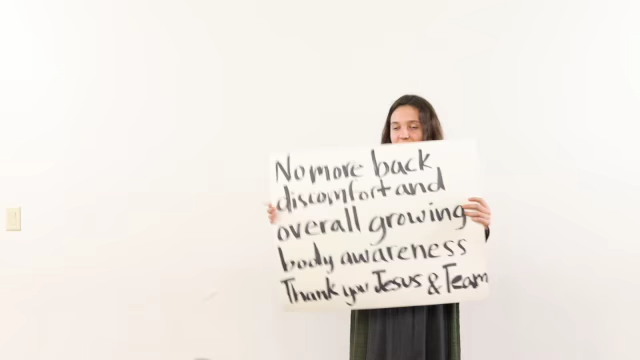 No more back
discomfort and
overall growing
body awareness
Thank you Jesus & Team